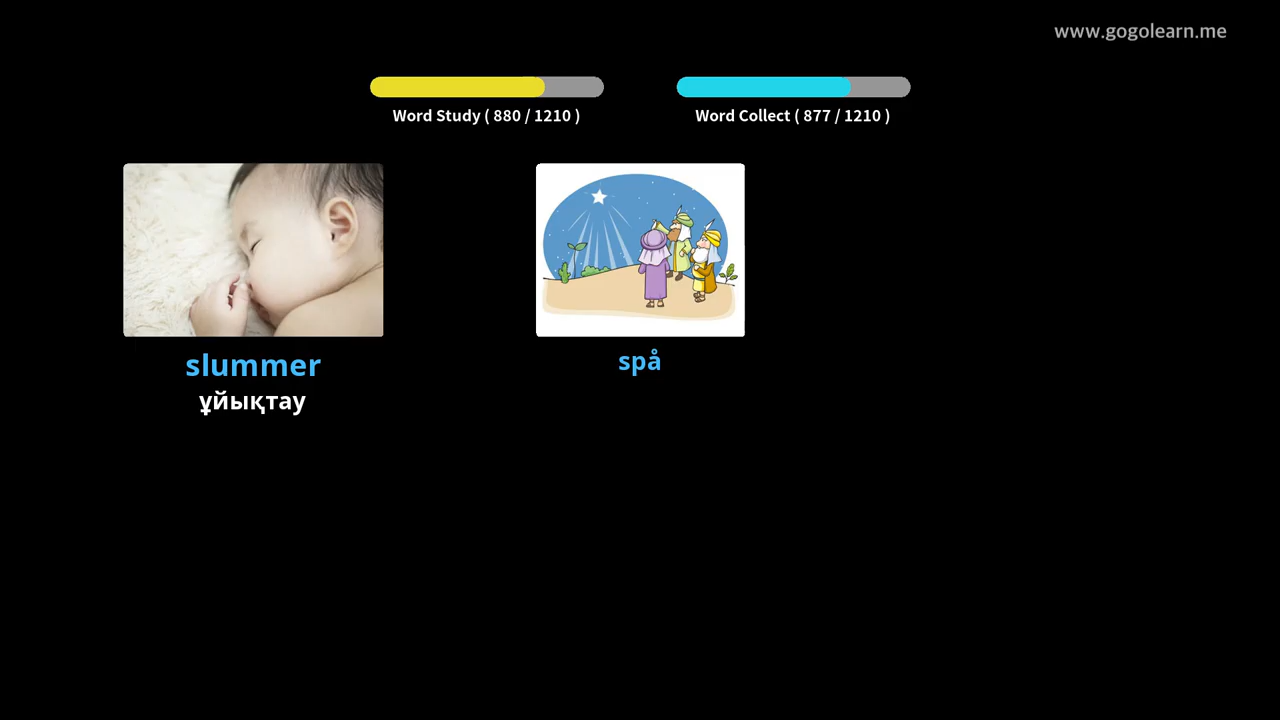 www.gogolearn.me
Word Study ( 880 / 1210 )
Word Collect ( 877 / 1210 )
slummer
ұйықтау
spå